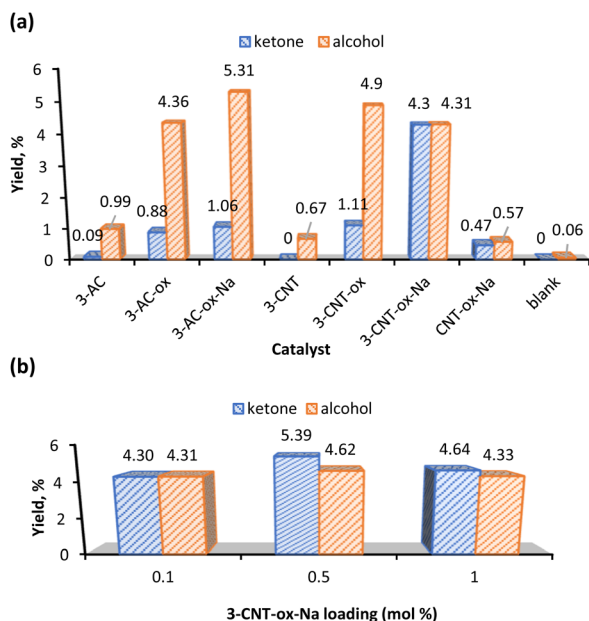 (a)
ketone alcohol
Yield, %
6
5
4
3
2
1
0
0.09 0.99 0.88 4.36 1.06 5.31 0 0.67 1.11 4.9 4.3 4.31 0.47 0.57 0 0.06
3-AC 3-AC-ox 3-AC-ox-Na 3-CNT 3-CNT-ox 3-CNT-ox-Na CNT-ox-Na blank
Catalyst
(b)
ketone alcohol
Yield, %
6
4
2
0
4.30 4.31 5.39 4.62 4.64 4.33
0.1 0.5 1
3-CNT-ox-Na loading (mol %)